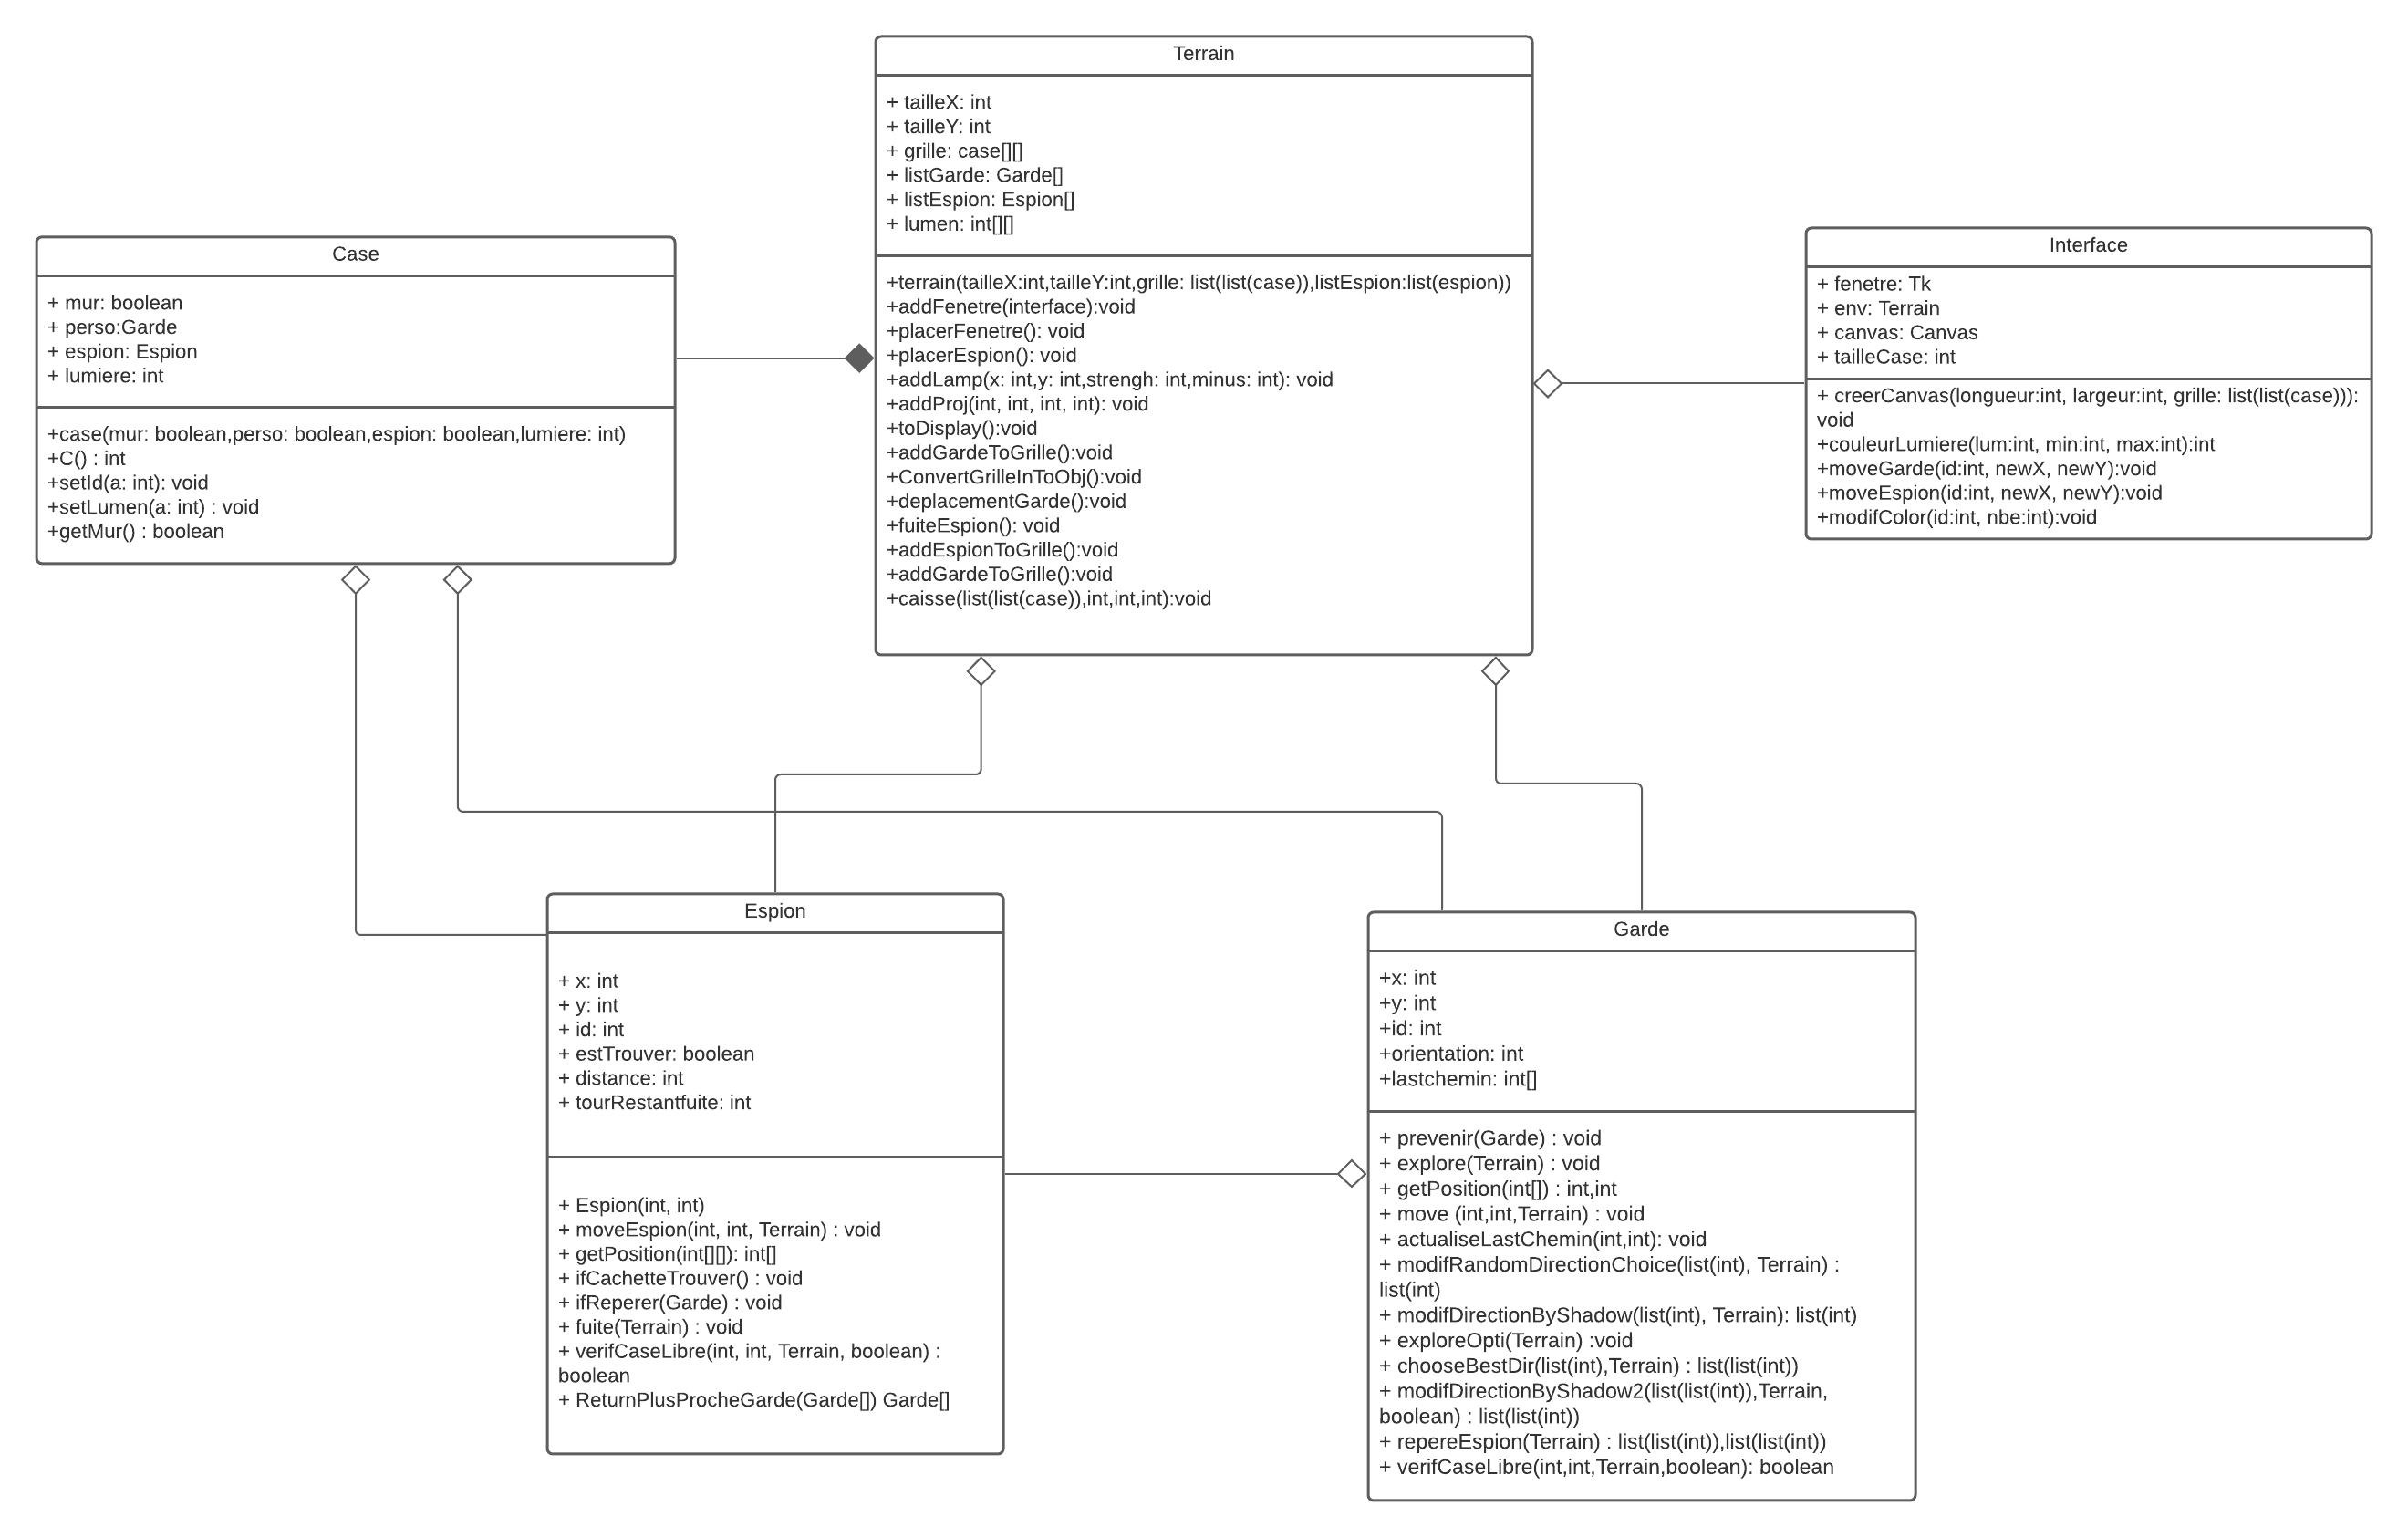 Terrain
+ tailleX: int
+ tailleY: int
+ grille: case[][]
+ listGarde: Garde[]
+ listEspion: Espion[]
+ lumen: int[][]
+terrain(tailleX:int,tailleY:int,grille: list(list(case)),listEspion:list(espion))
+addFenetre(interface):void
+placerFenetre(): void
+placerEspion(): void
+addLamp(x: int,y: int,strengh: int,minus: int): void
+addProj(int, int, int, int): void
+toDisplay():void
+addGardeToGrille():void
+ConvertGrilleInToObj():void
+deplacementGarde():void
+fuiteEspion(): void
+addEspionToGrille():void
+addGardeToGrille():void
+caisse(list(list(case)),int,int,int):void
Case
+ mur: boolean
+ perso:Garde
+ espion: Espion
+ lumiere: int
+case(mur: boolean,perso: boolean,espion: boolean,lumiere: int)
+C() : int
+setId(a: int): void
+setLumen(a: int) : void
+getMur() : boolean
Interface
+ fenetre: Tk
+ env: Terrain
+ canvas: Canvas
+ tailleCase: int
+ creerCanvas(longueur:int, largeur:int, grille: list(list(case))):
void
+couleurLumiere(lum:int, min:int, max:int):int
+moveGarde(id:int, newX, newY):void
+moveEspion(id:int, newX, newY):void
+modifColor(id:int, nbe:int):void
Espion
+ x: int
+ y: int
+ id: int
+ estTrouver: boolean
+ distance: int
+ tourRestantfuite: int
+ Espion(int, int)
+ moveEspion(int, int, Terrain) : void
+ getPosition(int[][]): int[]
+ ifCachetteTrouver() : void
+ ifReperer(Garde) : void
+ fuite(Terrain) : void
+ verifCaseLibre(int, int, Terrain, boolean) :
boolean
+ ReturnPlusProcheGarde(Garde[]) Garde[]
Garde
+x: int
+y: int
+id: int
+orientation: int
+lastchemin: int[]
+ prevenir(Garde) : void
+ explore(Terrain) : void
+ getPosition(int[]) : int,int
+ move (int,int,Terrain) : void
+ actualiseLastChemin(int,int): void
+ modifRandomDirectionChoice(list(int), Terrain) :
list(int)
+ modifDirectionByShadow(list(int), Terrain): list(int)
+ exploreOpti(Terrain) :void
+ chooseBestDir(list(int),Terrain) : list(list(int))
+ modifDirectionByShadow2(list(list(int)),Terrain,
boolean) : list(list(int))
+ repereEspion(Terrain) : list(list(int)),list(list(int))
+ verifCaseLibre(int,int,Terrain,boolean): boolean